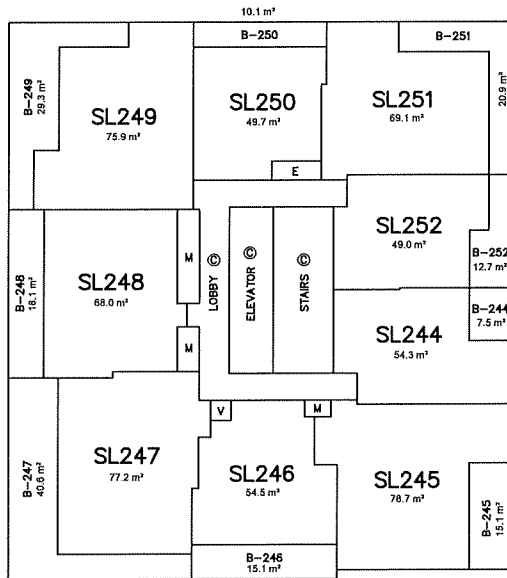 10.1 m²
B-250
B-251
B-249
29.3 m²
SL249
75.9 m²
SL250
49.7 m²
SL251
69.1 m²
20.9 m²
E
SL252
49.0 m²
B-252
12.7 m²
B-248
18.1 m²
SL248
68.0 m²
M
M
LOBBY ©
ELEVATOR ©
STAIRS ©
B-244
7.5 m²
SL244
54.3 m²
V
M
B-247
40.6 m²
SL247
77.2 m²
SL246
54.5 m²
SL245
78.7 m²
B-245
15.1 m²
B-246
15.1 m²